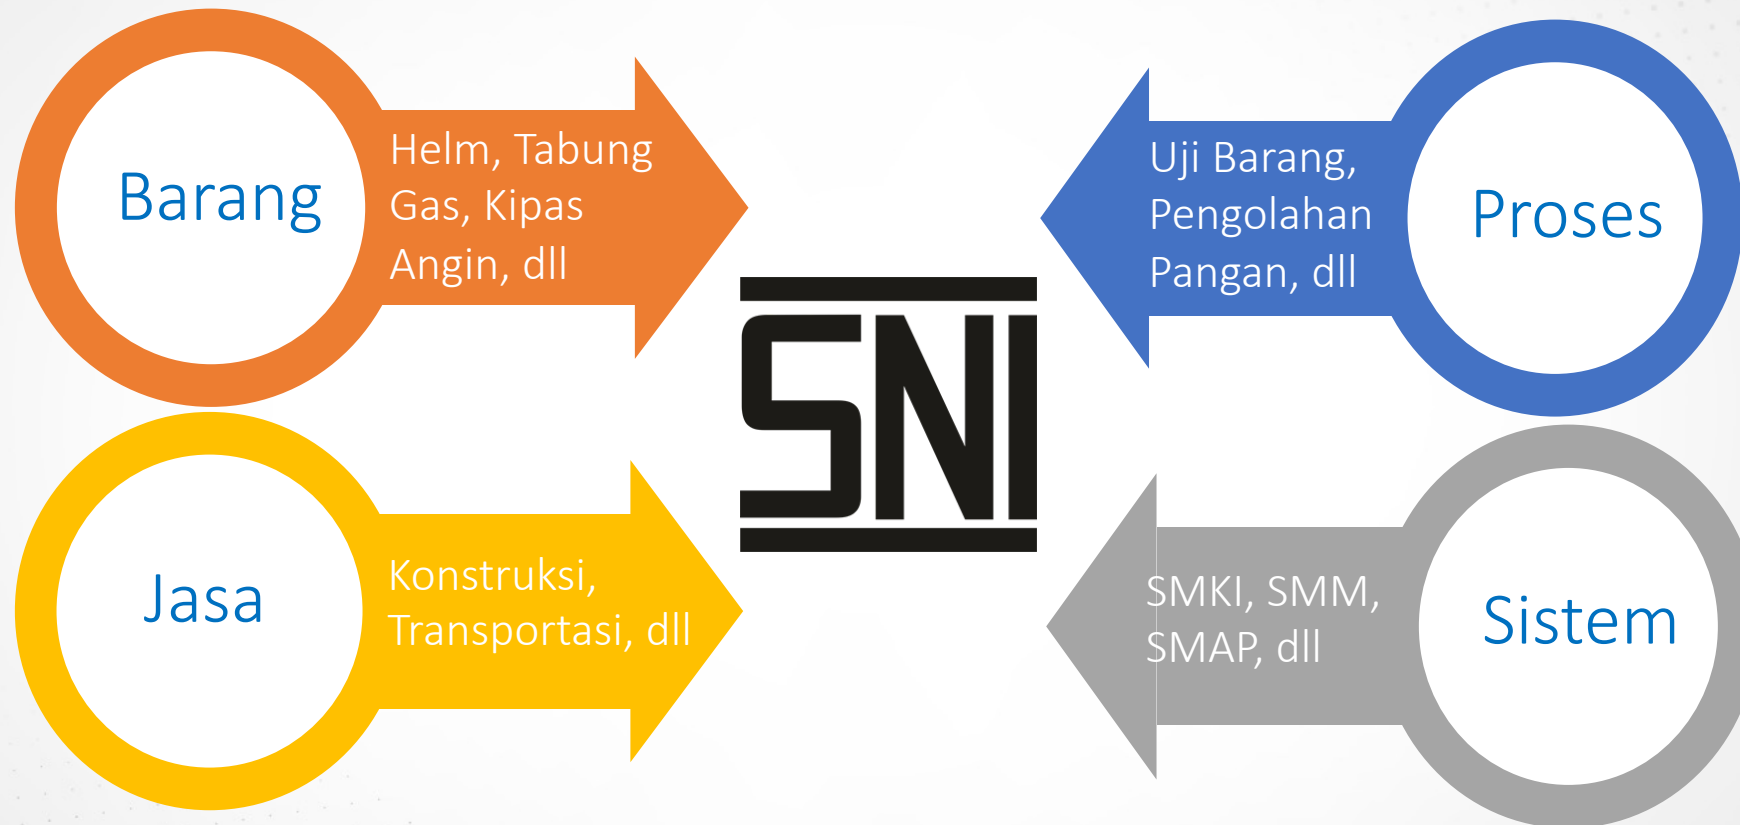 Barang
Helm, Tabung
Gas, Kipas
Angin, dll
Uji Barang,
Pengolahan
Pangan, dll
Proses
SNI
Jasa
Konstruksi,
Transportasi, dll
SMKI, SMM,
SMAP, dll
Sistem